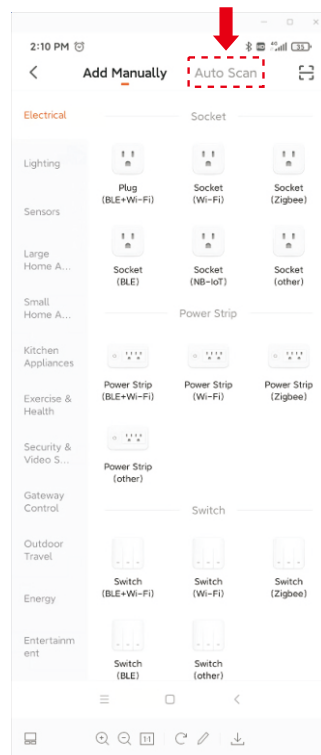 2:10 PM
35
Add Manually Auto Scan
Electrical
Lighting
Sensors
Large
Home A...
Small
Home A...
Kitchen
Appliances
Exercise &
Health
Security &
Video S...
Gateway
Control
Outdoor
Travel
Energy
Entertainm
ent
Socket
Plug
(BLE+Wi-Fi)
Socket
(Wi-Fi)
Socket
(Zigbee)
Socket
(BLE)
Socket
(NB-IoT)
Socket
(other)
Power Strip
Power Strip
(BLE+Wi-Fi)
Power Strip
(Wi-Fi)
Power Strip
(Zigbee)
Power Strip
(other)
Switch
Switch
(BLE+Wi-Fi)
Switch
(Wi-Fi)
Switch
(Zigbee)
Switch
(BLE)
Switch
(other)
1:1